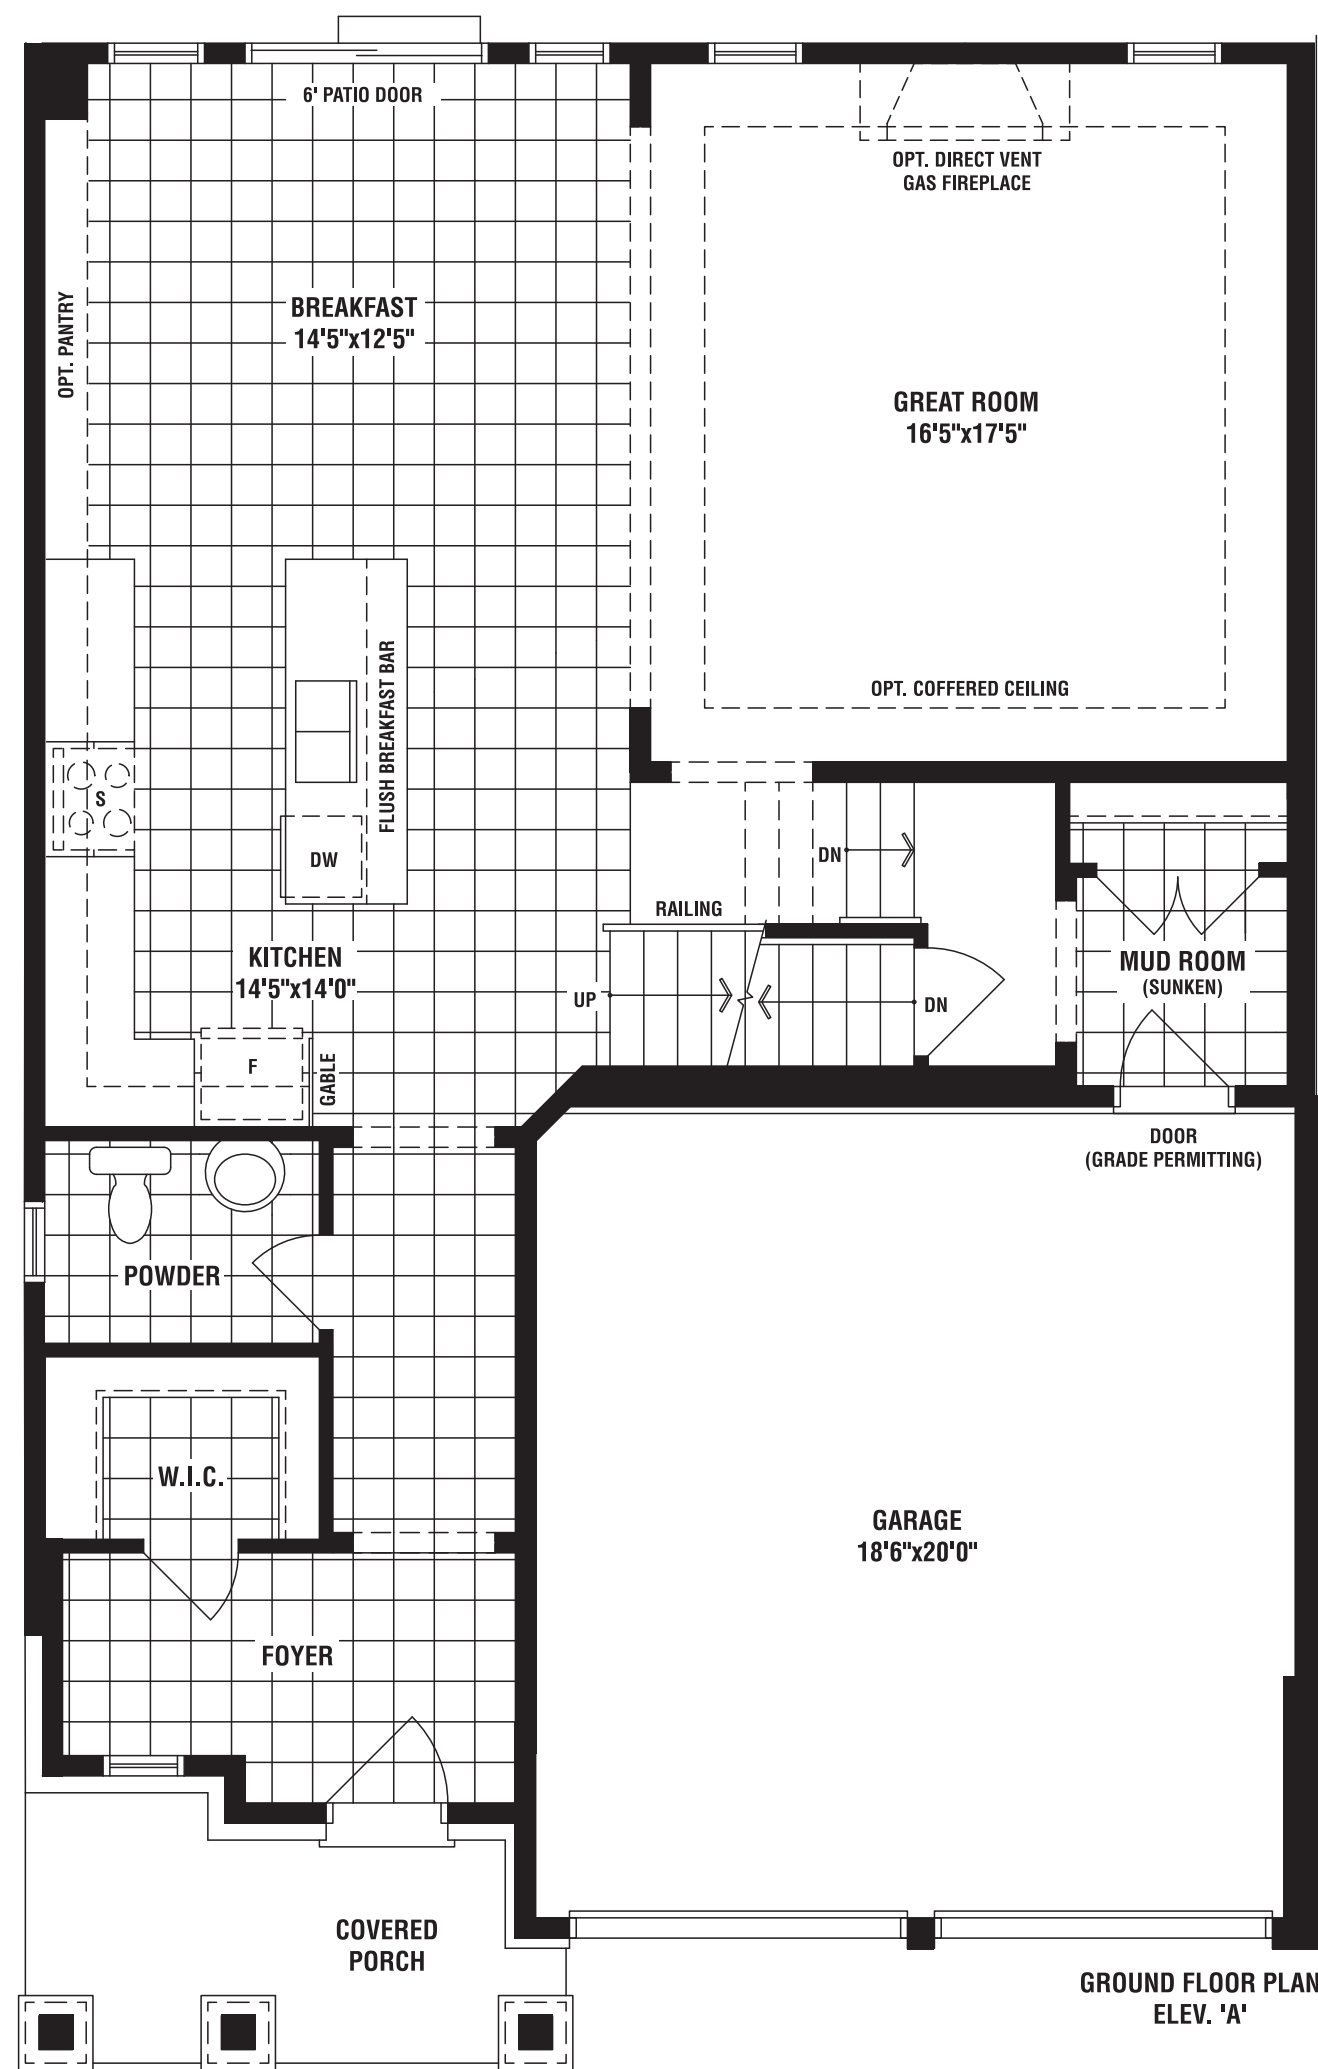 6' PATIO DOOR
OPT. DIRECT VENT
GAS FIREPLACE
OPT. PANTRY
BREAKFAST
14'5"x12'5"
GREAT ROOM
16'5"x17'5"
OPT. COFFERED CEILING
FLUSH BREAKFAST BAR
S
DW
DN
RAILING
KITCHEN
14'5"x14'0"
UP
DN
MUD ROOM
(SUNKEN)
F
GABLE
DOOR
(GRADE PERMITTING)
POWDER
W.I.C.
GARAGE
18'6"x20'0"
FOYER
COVERED
PORCH
GROUND FLOOR PLAN
ELEV. 'A'